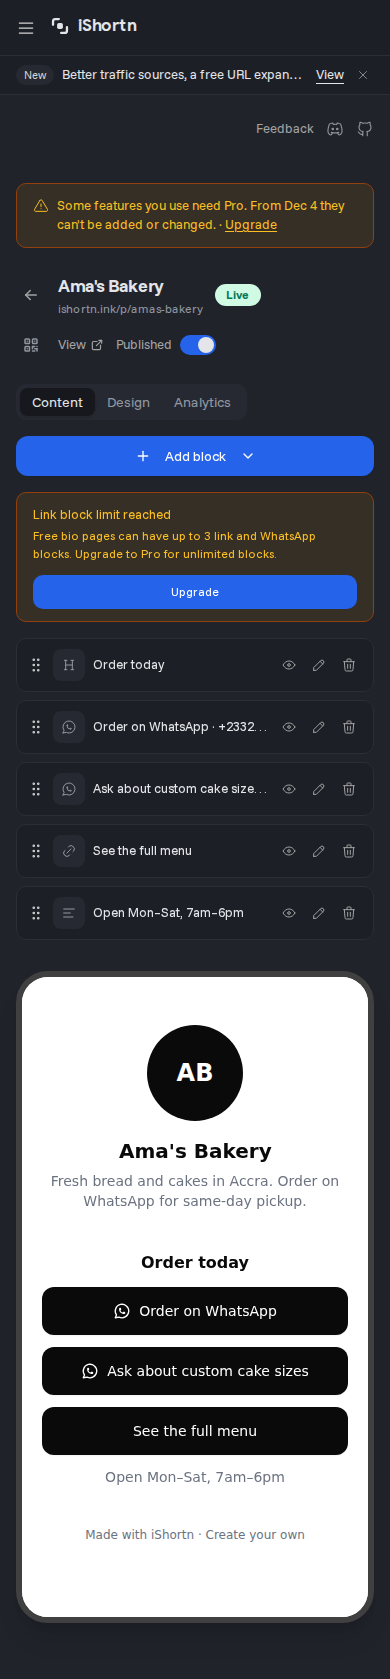 iShortn
New Better traffic sources, a free URL expan... View
Feedback
Some features you use need Pro. From Dec 4 they
can't be added or changed. · Upgrade
Ama's Bakery
ishortn.ink/p/amas-bakery
Live
View Published
Content Design Analytics
Add block
Link block limit reached
Free bio pages can have up to 3 link and WhatsApp
blocks. Upgrade to Pro for unlimited blocks.
Upgrade
Order today
Order on WhatsApp · +2332...
Ask about custom cake size...
See the full menu
Open Mon–Sat, 7am–6pm
AB
Ama's Bakery
Fresh bread and cakes in Accra. Order on
WhatsApp for same-day pickup.
Order today
Order on WhatsApp
Ask about custom cake sizes
See the full menu
Open Mon–Sat, 7am–6pm
Made with iShortn · Create your own